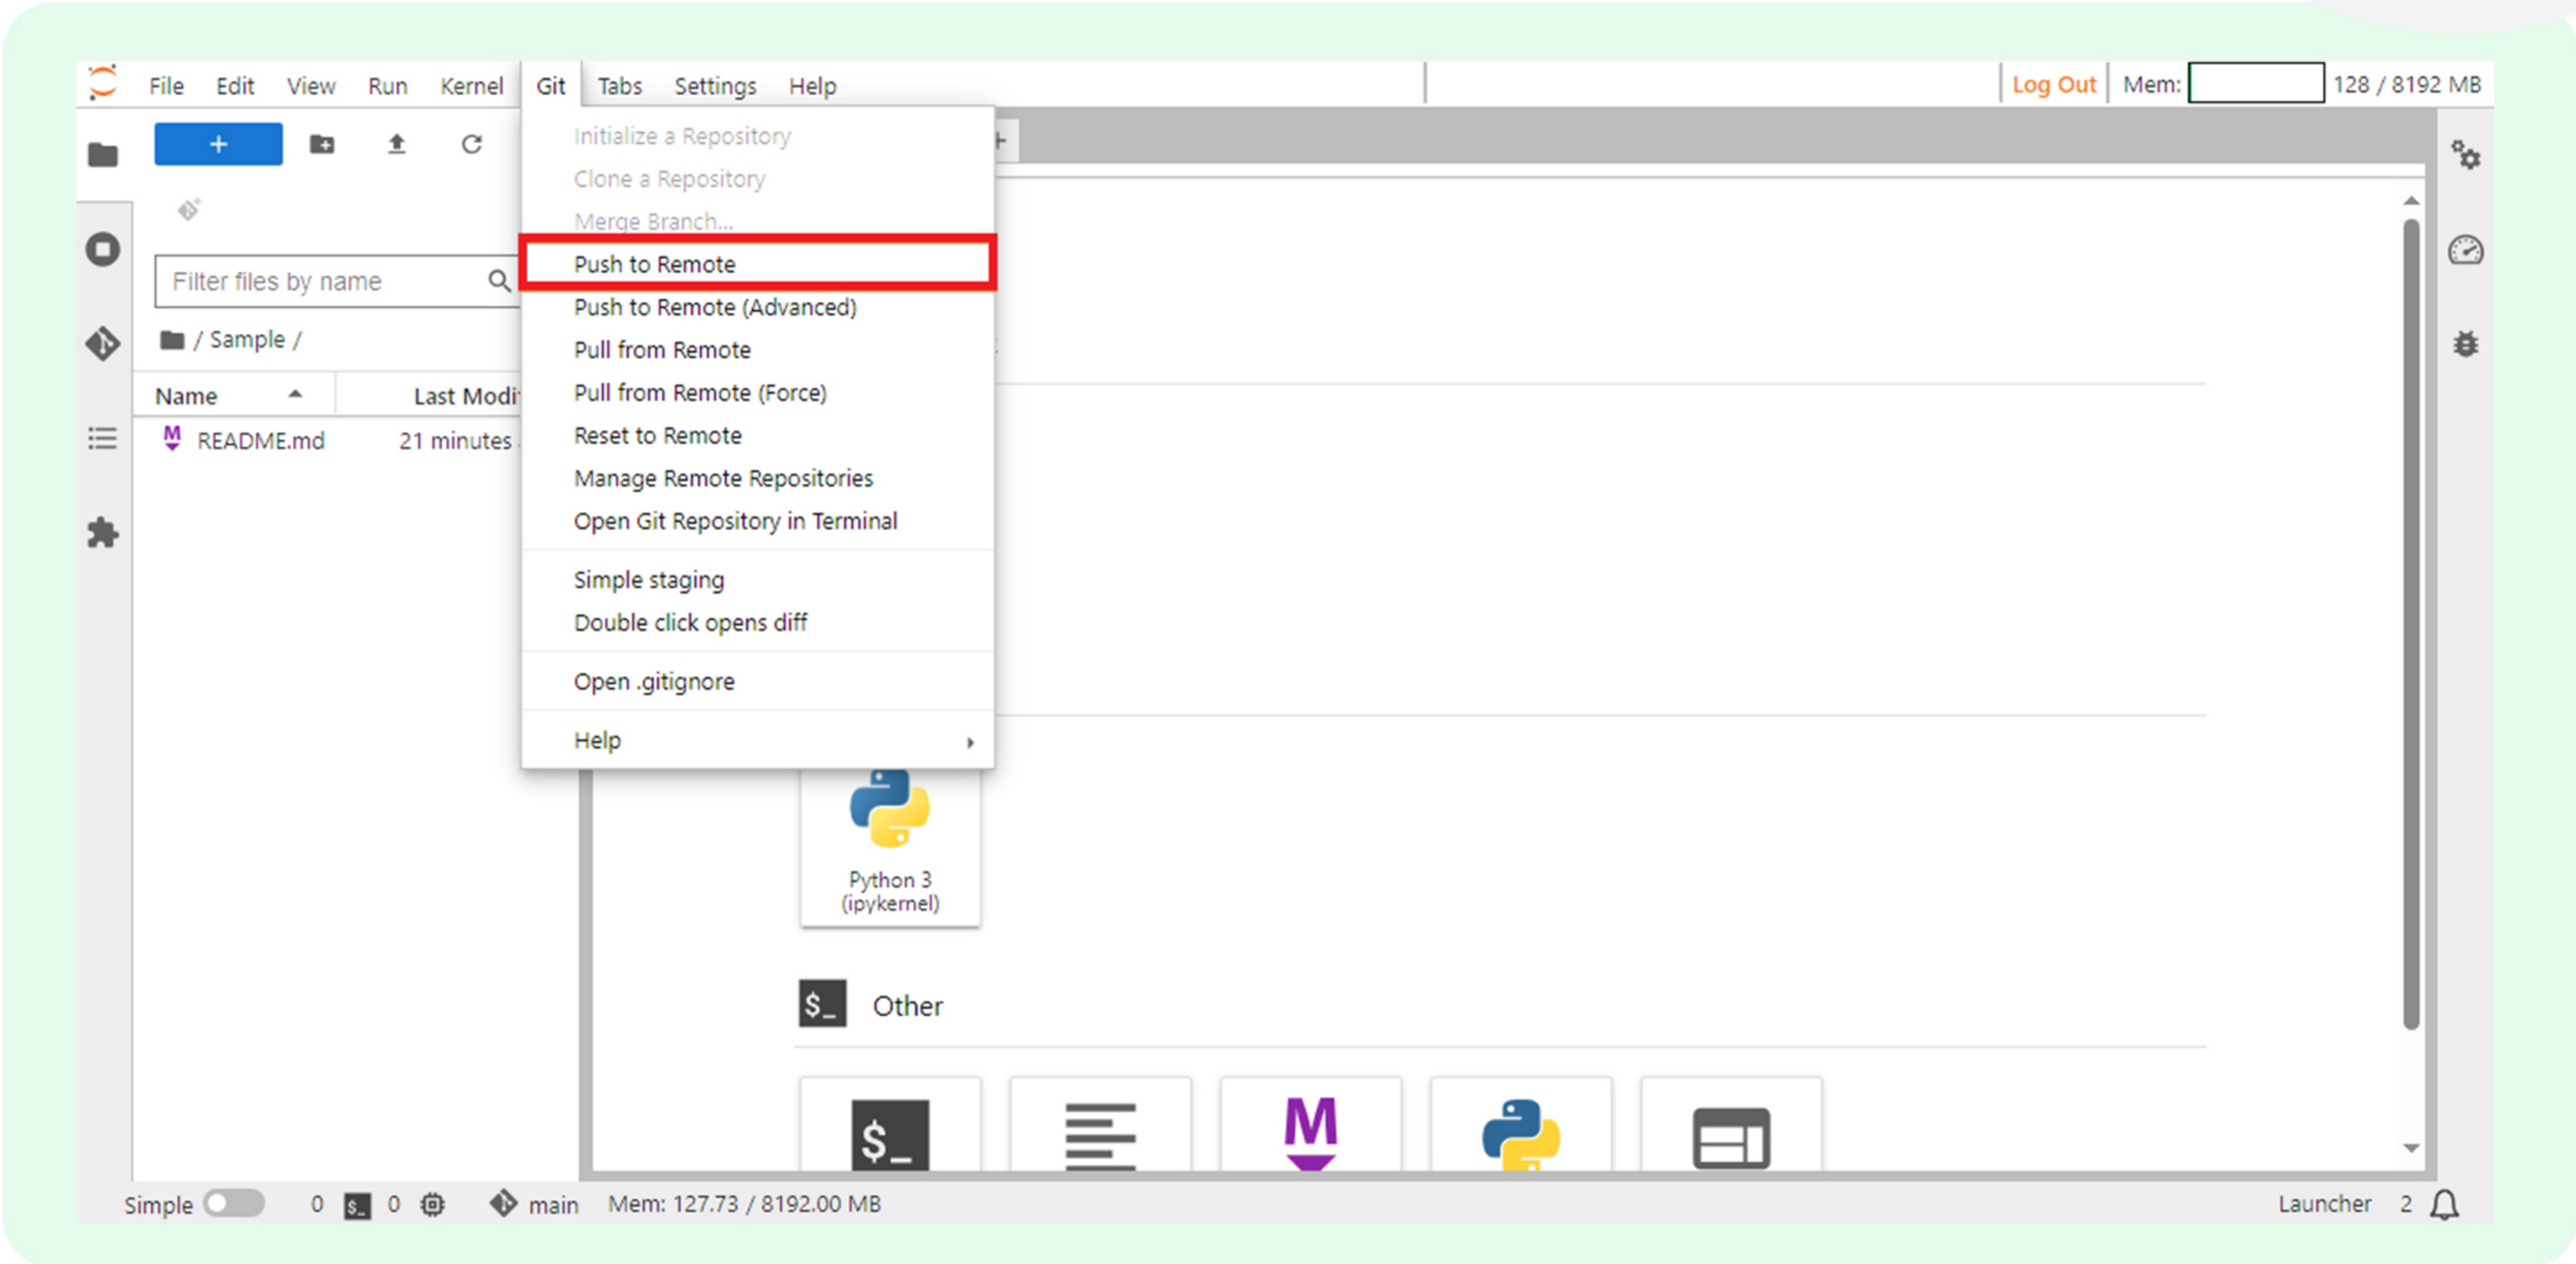 File Edit View Run Kernel Git Tabs Settings Help
Log Out Mem: 128 / 8192 MB
+
Filter files by name
/ Sample /
Name Last Modi
README.md 21 minutes
Initialize a Repository
Clone a Repository
Merge Branch...
Push to Remote
Push to Remote (Advanced)
Pull from Remote
Pull from Remote (Force)
Reset to Remote
Manage Remote Repositories
Open Git Repository in Terminal
Simple staging
Double click opens diff
Open .gitignore
Help
Python 3
(ipykernel)
$_ Other
$_ M
Simple 0 $_ 0 main Mem: 127.73 / 8192.00 MB
Launcher 2